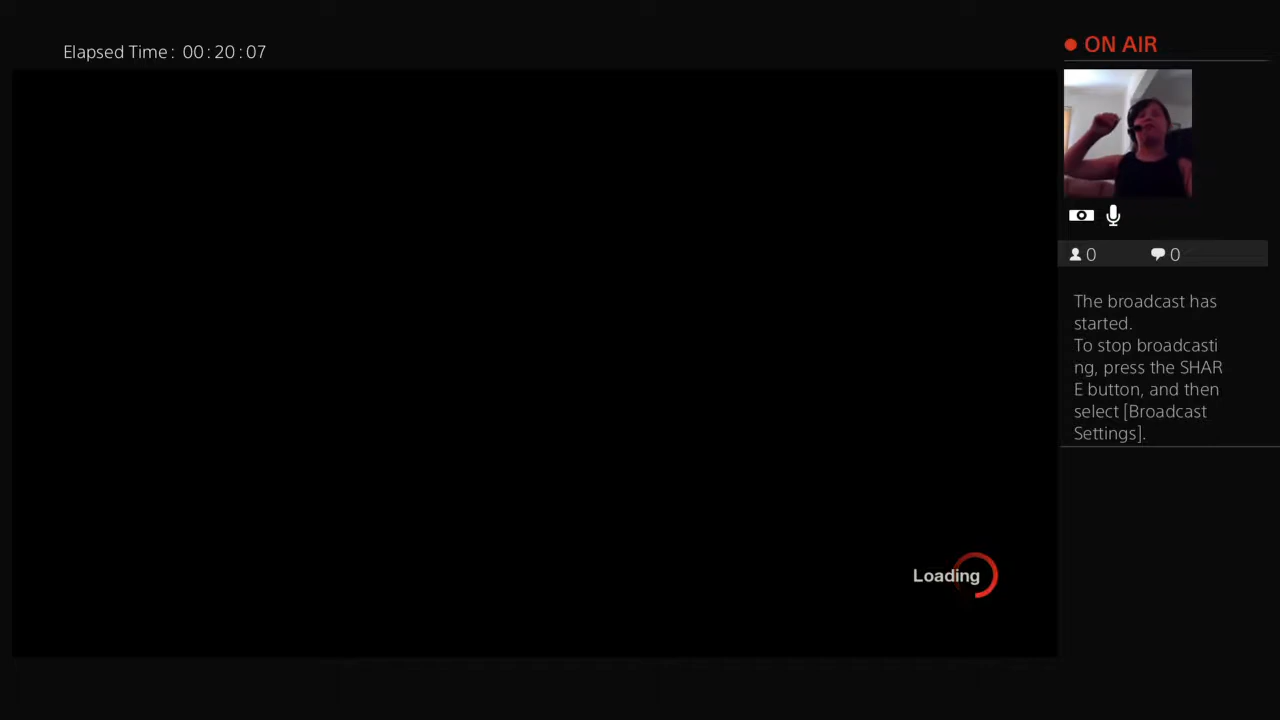 Elapsed Time: 00:20:07
ON AIR
0 0
The broadcast has
started.
To stop broadcasti
ng, press the SHAR
E button, and then
select [Broadcast
Settings].
Loading